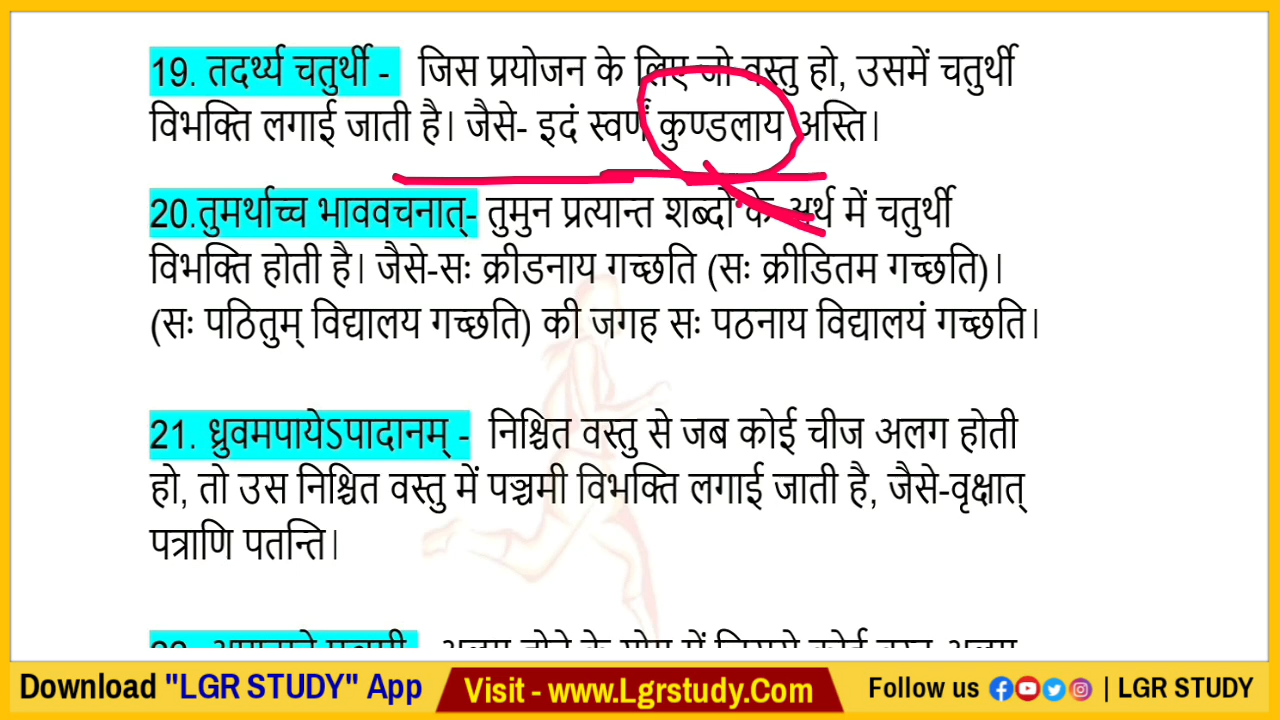 19. तदर्थ्य चतुर्थी - जिस प्रयोजन के लिए जो वस्तु हो, उसमें चतुर्थी
विभक्ति लगाई जाती है। जैसे- इदं स्वर्णं कुण्डलाय अस्ति।
20.तुमर्थाच्च भाववचनात्- तुमुन प्रत्यान्त शब्दों के अर्थ में चतुर्थी
विभक्ति होती है। जैसे-सः क्रीडनाय गच्छति (सः क्रीडितम गच्छति)।
(सः पठितुम् विद्यालय गच्छति) की जगह सः पठनाय विद्यालयं गच्छति।
21. ध्रुवमपायेऽपादानम् - निश्चित वस्तु से जब कोई चीज अलग होती
हो, तो उस निश्चित वस्तु में पञ्चमी विभक्ति लगाई जाती है, जैसे-वृक्षात्
पत्राणि पतन्ति।
Download "LGR STUDY" App Visit - www.Lgrstudy.Com Follow us | LGR STUDY